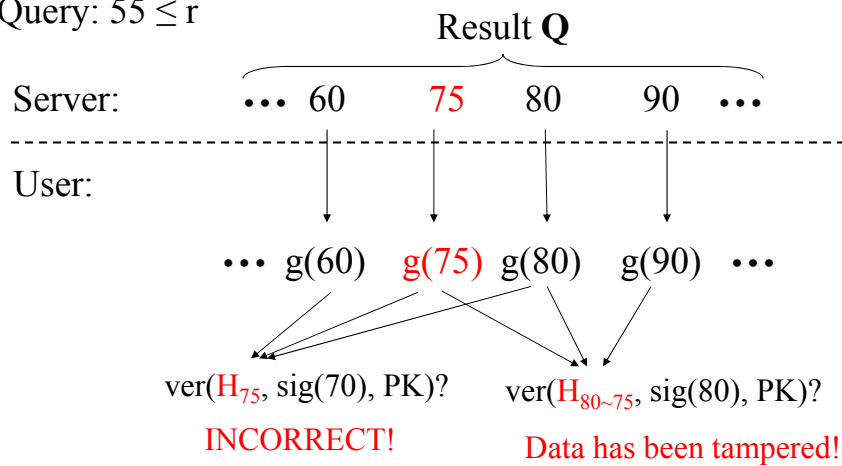 Query: 55 ≤ r
Result Q
Server: ••• 60 75 80 90 •••
User:
••• g(60) g(75) g(80) g(90) •••
ver(H75, sig(70), PK)?
ver(H80~75, sig(80), PK)?
INCORRECT!
Data has been tampered!